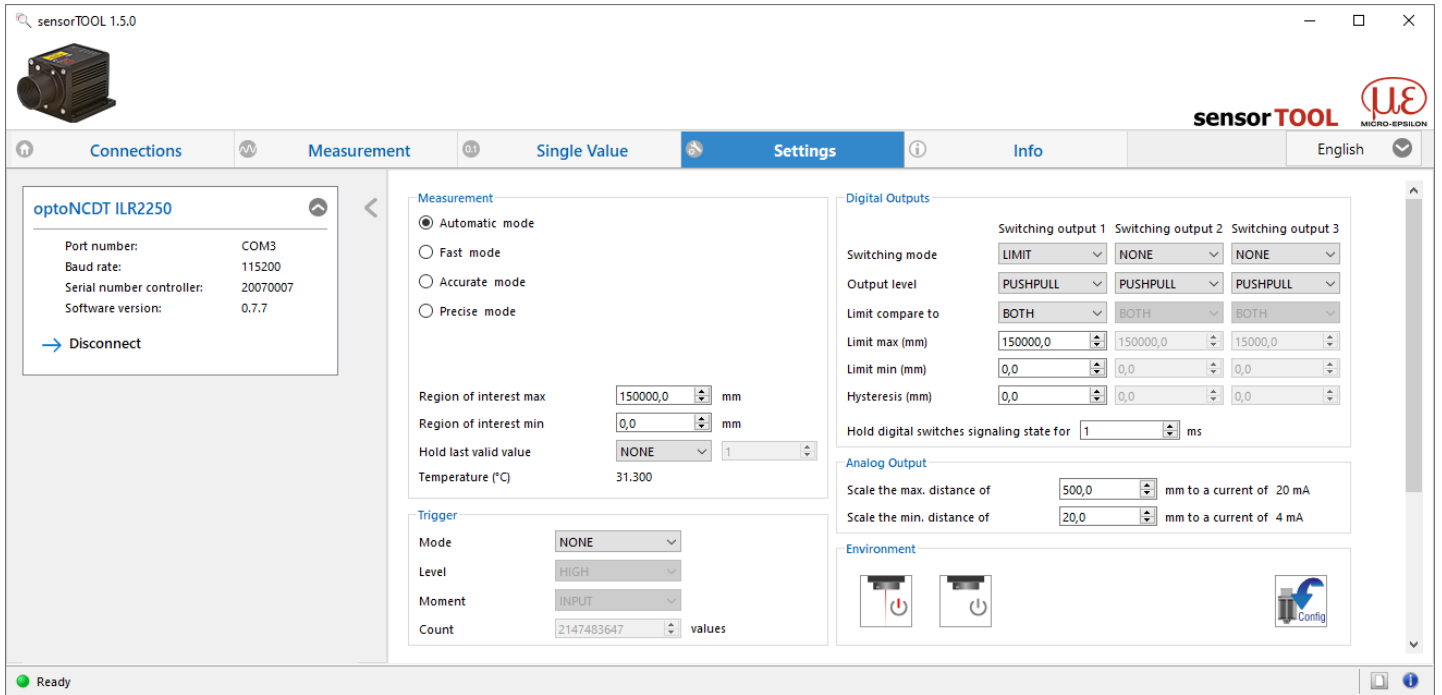 sensorTOOL 1.5.0
sensorTOOL
με
MICRO-EPSILON
Connections
Measurement
0.1
Single Value
Settings
Info
English
optoNCDT ILR2250
Port number: COM3
Baud rate: 115200
Serial number controller: 20070007
Software version: 0.7.7
Disconnect
Measurement
Automatic mode
Fast mode
Accurate mode
Precise mode
Region of interest max 150000,0 mm
Region of interest min 0,0 mm
Hold last valid value NONE 1
Temperature (°C) 31.300
Trigger
Mode NONE
Level HIGH
Moment INPUT
Count 2147483647 values
Digital Outputs
Switching output 1 Switching output 2 Switching output 3
Switching mode LIMIT NONE NONE
Output level PUSHPULL PUSHPULL PUSHPULL
Limit compare to BOTH BOTH BOTH
Limit max (mm) 150000,0 150000,0 15000,0
Limit min (mm) 0,0 0,0 0,0
Hysteresis (mm) 0,0 0,0 0,0
Hold digital switches signaling state for 1 ms
Analog Output
Scale the max. distance of 500,0 mm to a current of 20 mA
Scale the min. distance of 20,0 mm to a current of 4 mA
Environment
Config
Ready